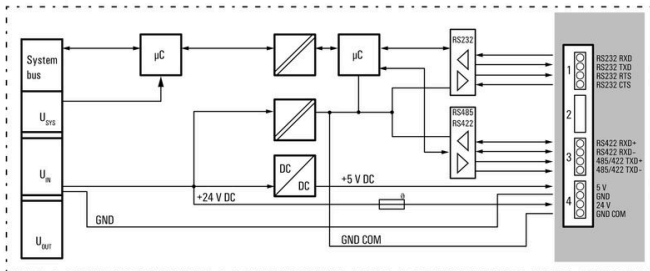 System
bus
USYS
UIN
UOUT
µC
µC
RS232
RS485
RS422
DC
DC
+5 V DC
+24 V DC
GND
GND COM
ϑ
1
2
3
4
RS232 RXD
RS232 TXD
RS232 RTS
RS232 CTS
RS422 RXD+
RS422 RXD-
485/422 TXD+
485/422 TXD-
5 V
GND
24 V
GND COM